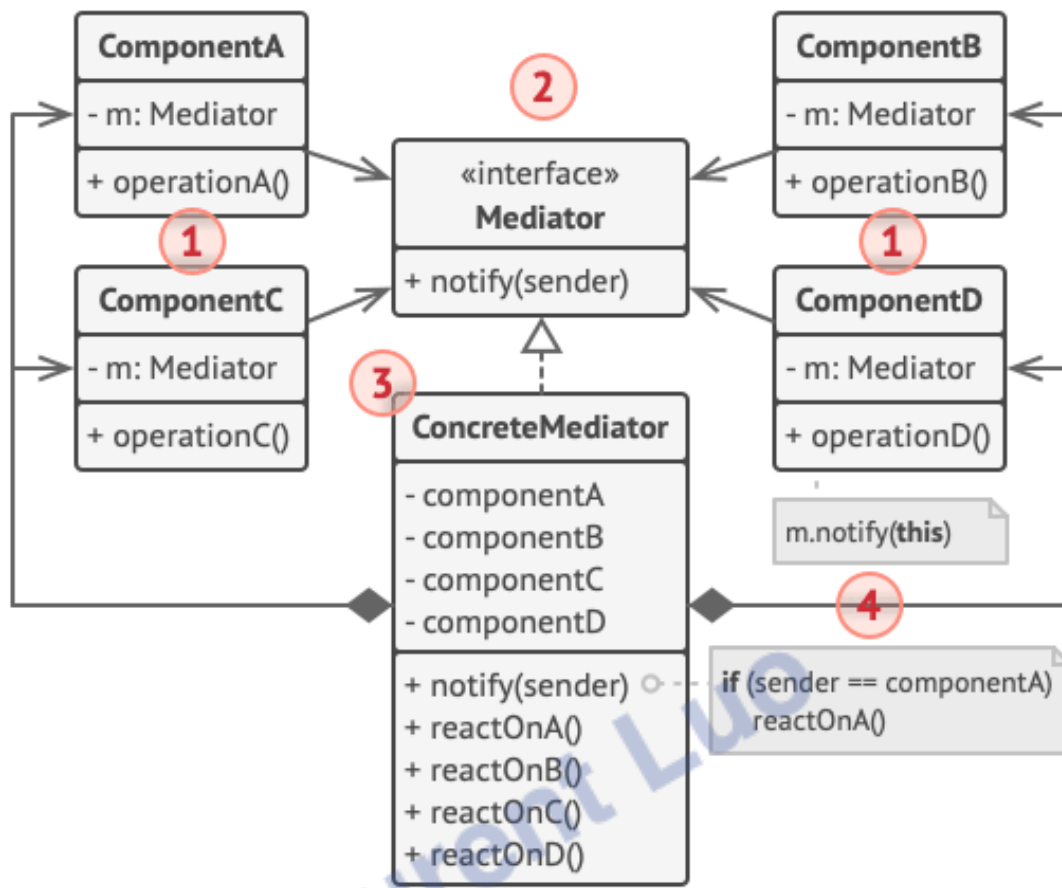 ComponentA
- m: Mediator
+ operationA()
1
ComponentC
- m: Mediator
+ operationC()
2
«interface»
Mediator
+ notify(sender)
ComponentB
- m: Mediator
+ operationB()
1
ComponentD
- m: Mediator
+ operationD()
m.notify(this)
3
ConcreteMediator
- componentA
- componentB
- componentC
- componentD
+ notify(sender)
+ reactOnA()
+ reactOnB()
+ reactOnC()
+ reactOnD()
4
if (sender == componentA)
reactOnA()
Luo